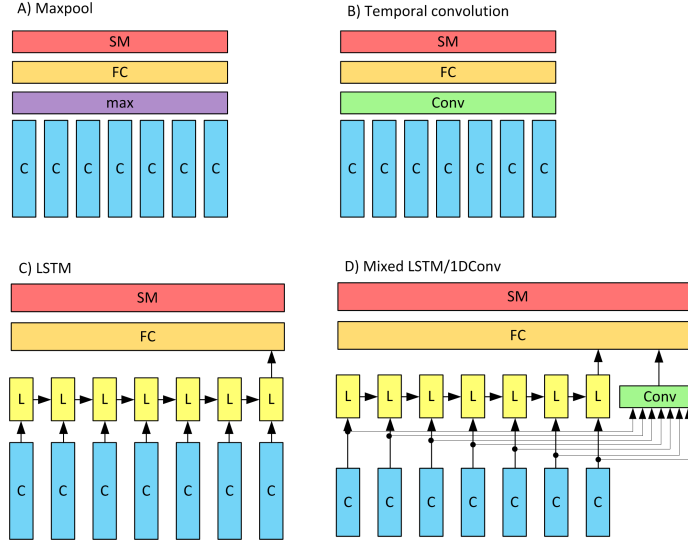 A) Maxpool
SM
FC
max
C C C C C C C
B) Temporal convolution
SM
FC
Conv
C C C C C C C
C) LSTM
SM
FC
L L L L L L L
C C C C C C C
D) Mixed LSTM/1DConv
SM
FC
L L L L L L L Conv
C C C C C C C